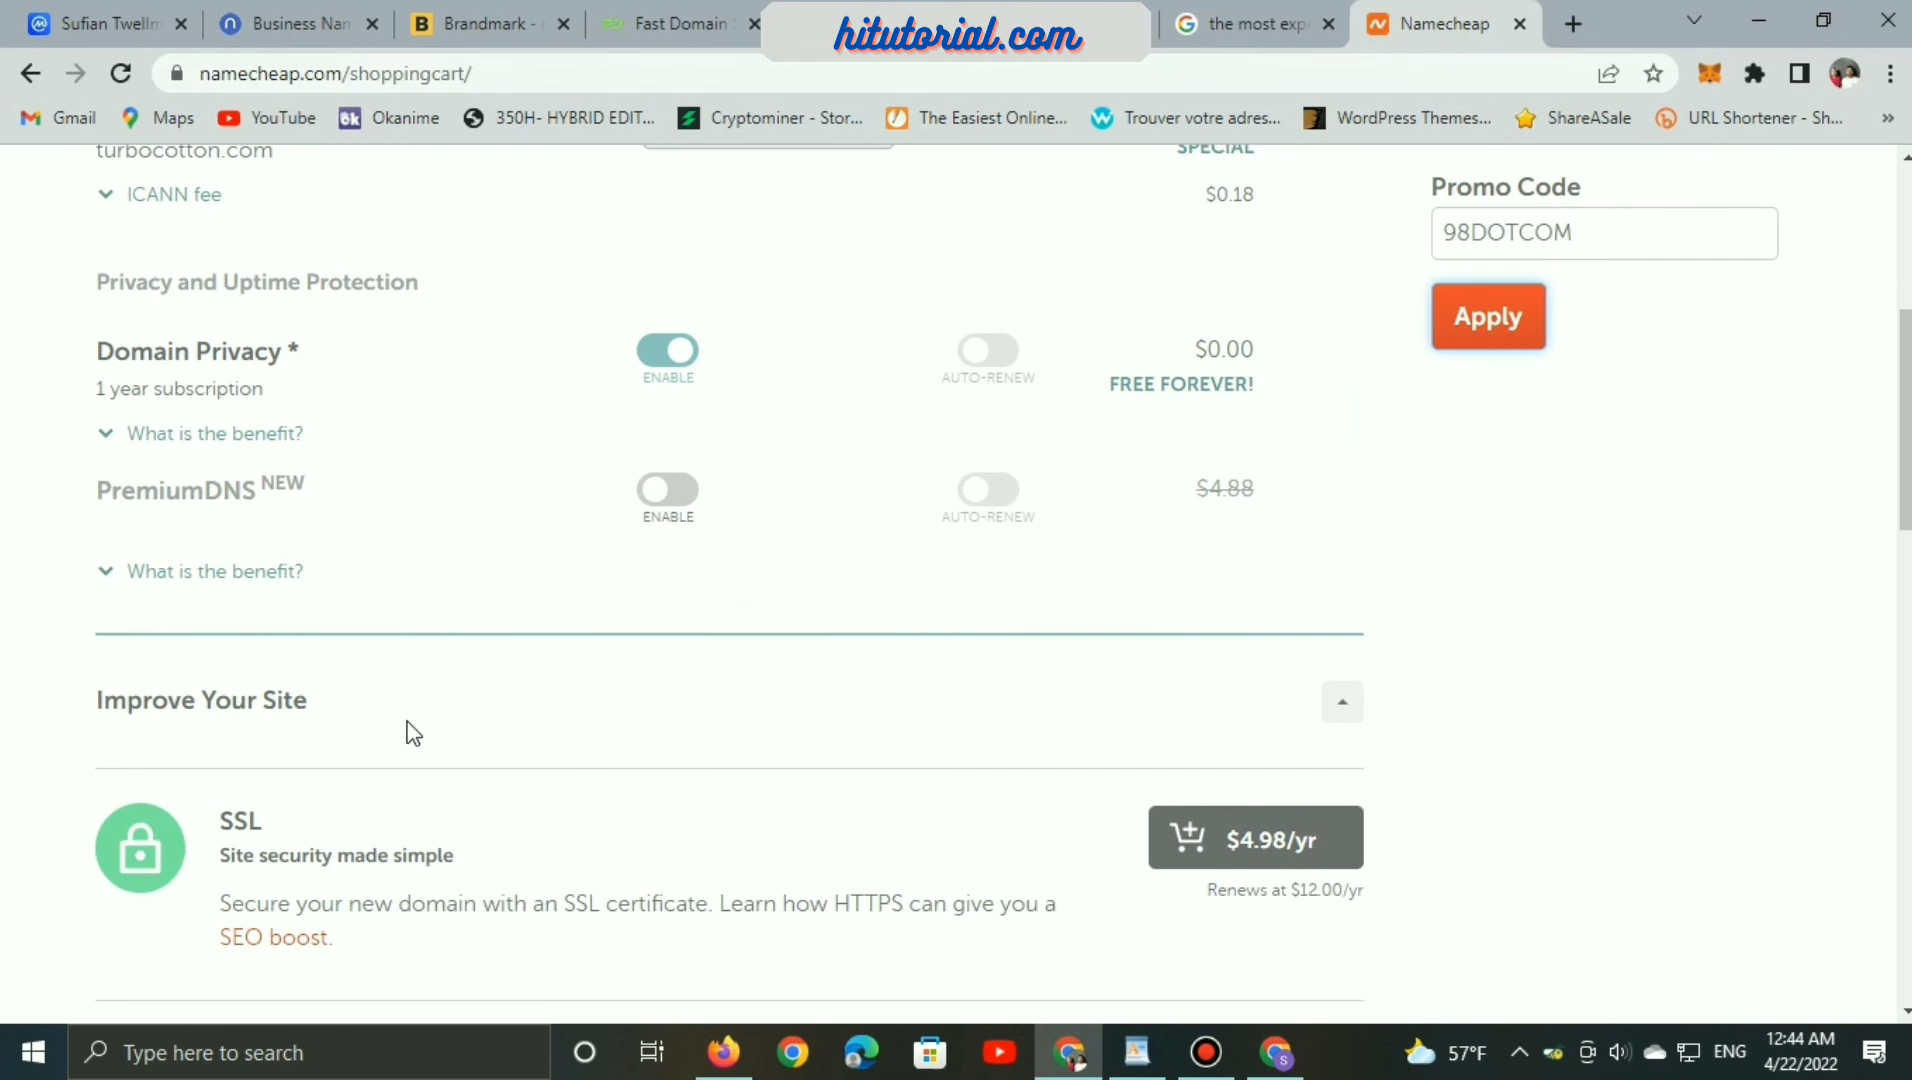 Sufian Twellm
Business Nam
Brandmark -
Fast Domain
hitutorial.com
the most exp
Namecheap
namecheap.com/shoppingcart/
Gmail
Maps
YouTube
Okanime
350H- HYBRID EDIT...
Cryptominer - Stor...
The Easiest Online...
Trouver votre adres...
WordPress Themes...
ShareASale
URL Shortener - Sh...
turbocotton.com
SPECIAL
ICANN fee
$0.18
Promo Code
98DOTCOM
Apply
Privacy and Uptime Protection
Domain Privacy *
ENABLE
AUTO-RENEW
$0.00
1 year subscription
FREE FOREVER!
What is the benefit?
PremiumDNS NEW
ENABLE
AUTO-RENEW
$4.88
What is the benefit?
Improve Your Site
SSL
Site security made simple
$4.98/yr
Renews at $12.00/yr
Secure your new domain with an SSL certificate. Learn how HTTPS can give you a
SEO boost.
Type here to search
57°F
ENG
12:44 AM
4/22/2022